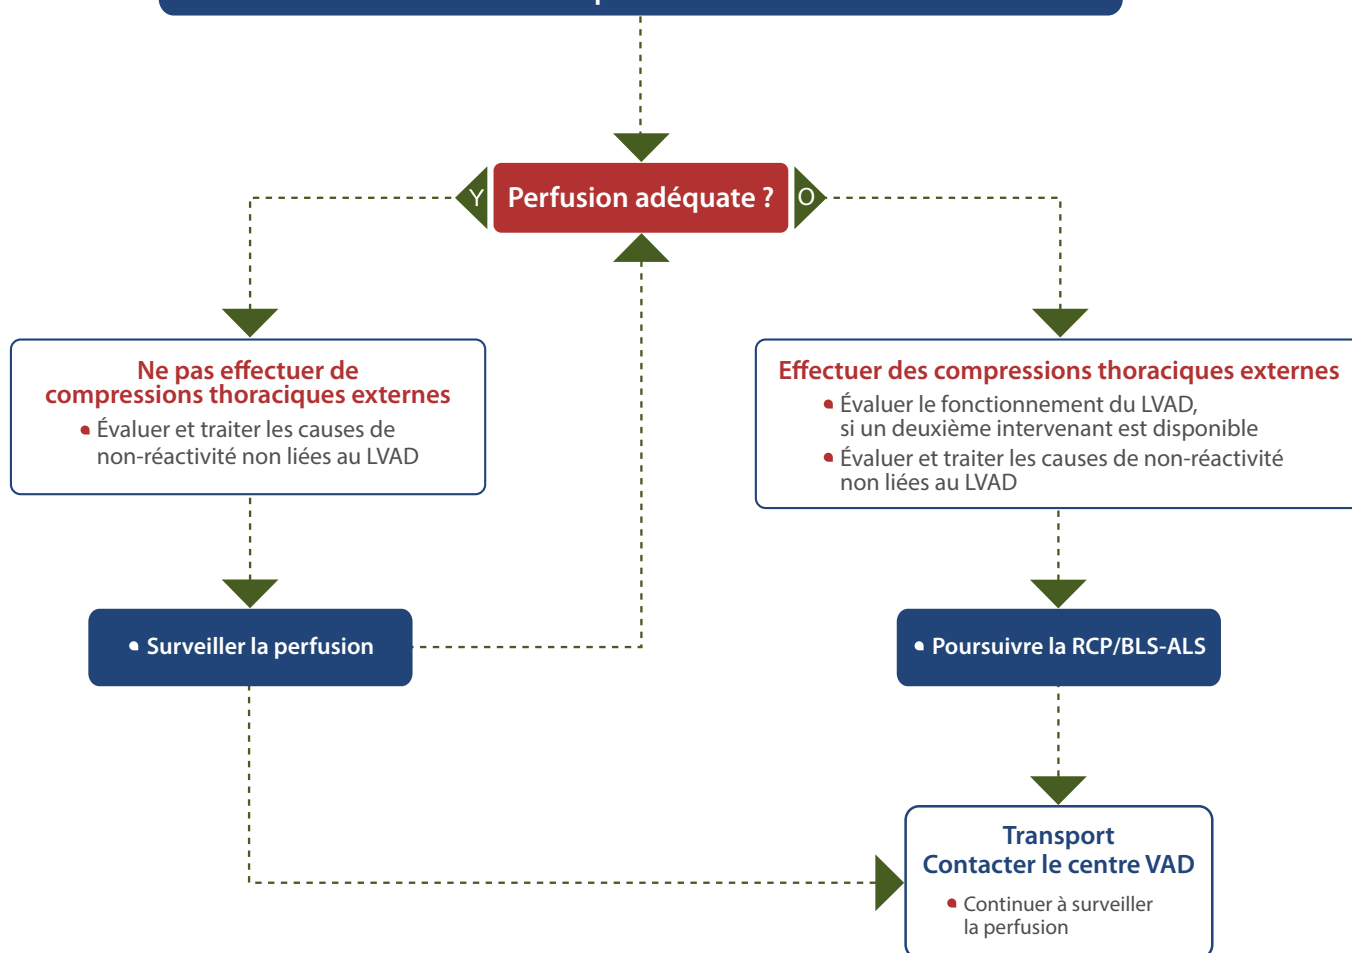 Perfusion adéquate ?
Y
O
Ne pas effectuer de
compressions thoraciques externes
Évaluer et traiter les causes de
non-réactivité non liées au LVAD
Effectuer des compressions thoraciques externes
Évaluer le fonctionnement du LVAD,
si un deuxième intervenant est disponible
Évaluer et traiter les causes de non-réactivité
non liées au LVAD
Surveiller la perfusion
Poursuivre la RCP/BLS-ALS
Transport
Contacter le centre VAD
Continuer à surveiller
la perfusion